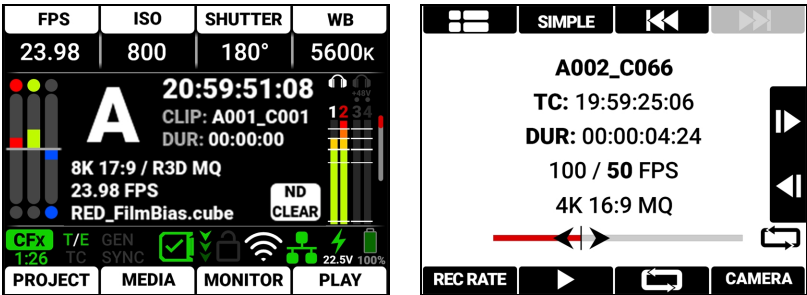 FPS ISO SHUTTER WB
23.98 800 180° 5600K
A 20:59:51:08
+48V
CLIP: A001_C001
1 2 3 4
DUR: 00:00:00
8K 17:9 / R3D MQ
23.98 FPS
ND
RED_FilmBias.cube CLEAR
CFx T/E GEN
1:26 TC SYNC 22.5V 100%
PROJECT MEDIA MONITOR PLAY
SIMPLE
A002_C066
TC: 19:59:25:06
DUR: 00:00:04:24
100 / 50 FPS
4K 16:9 MQ
REC RATE CAMERA